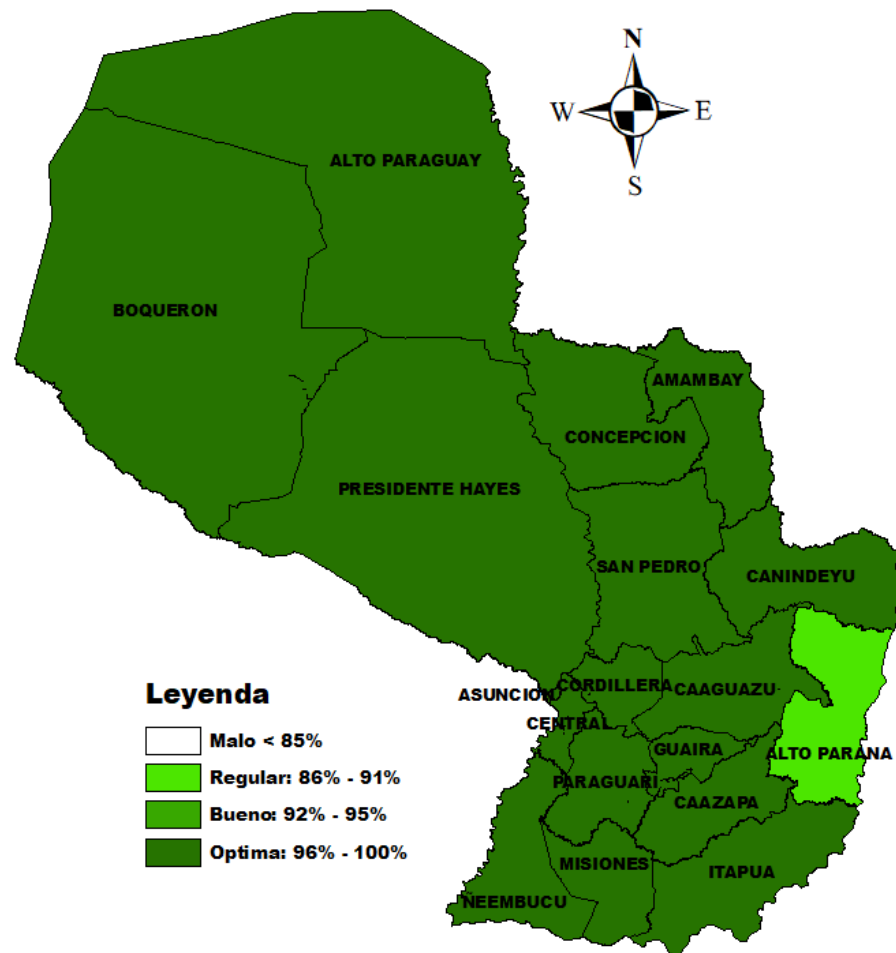 N
W E
S
ALTO PARAGUAY
BOQUERON
AMAMBAY
CONCEPCION
PRESIDENTE HAYES
SAN PEDRO
CANINDEYU
CORDILLERA
ASUNCION
CAAGUAZU
CENTRAL
GUAIRA
ALTO PARANA
PARAGUARI
CAAZAPA
MISIONES
ITAPUA
ÑEEMBUCU
Leyenda
Malo < 85%
Regular: 86% - 91%
Bueno: 92% - 95%
Optima: 96% - 100%